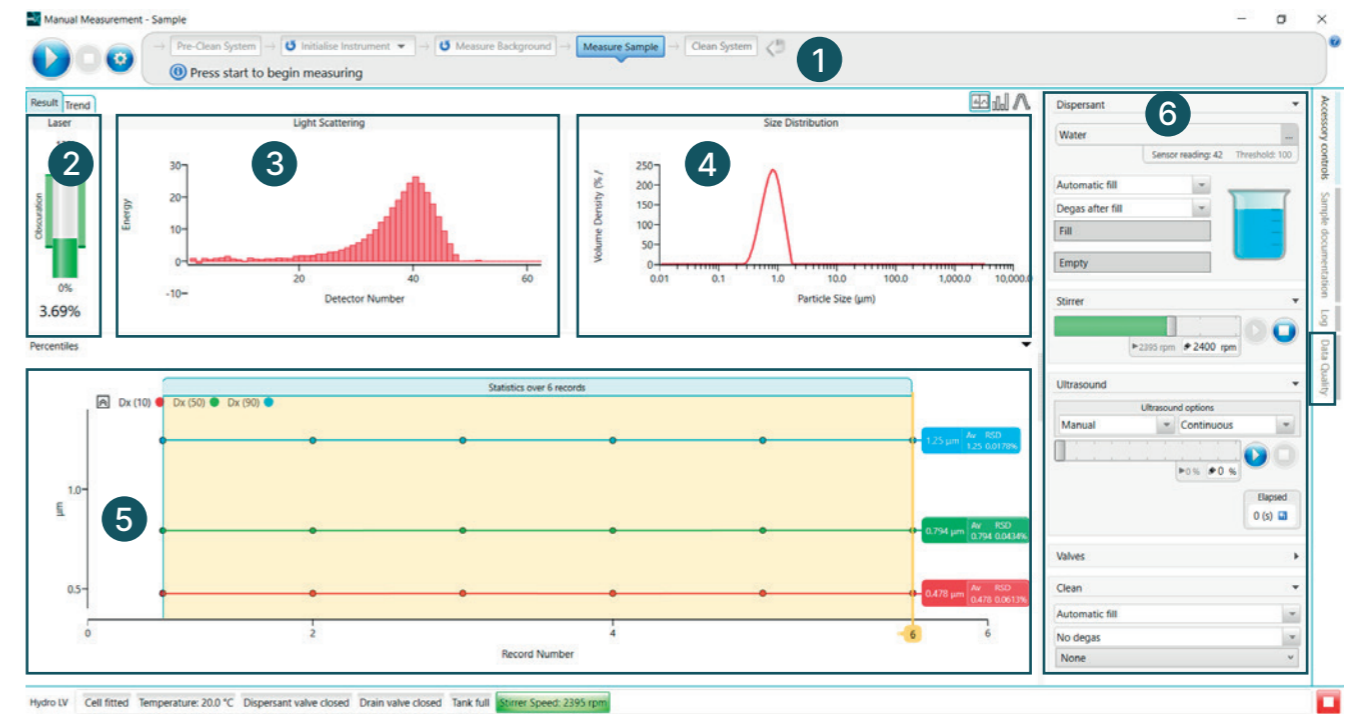 Manual Measurement - Sample
Pre-Clean System
Initialise Instrument
Measure Background
Measure Sample
Clean System
1
Press start to begin measuring
Result
Trend
Laser
2
Obscuration
0%
3.69%
Light Scattering
3
30
20
10
0
-10
Energy
20
40
60
Detector Number
Size Distribution
4
Volume Density (% /
250
200
150
100
50
0
0.01
0.1
1.0
10.0
100.0
1,000.0
10,000.0
Particle Size (µm)
Percentiles
Statistics over 6 records
Dx (10)
Dx (50)
Dx (90)
µm
1.0
0.5
5
1.25 µm
Av RSD
1.25 0.0178%
0.794 µm
Av RSD
0.794 0.0434%
0.478 µm
Av RSD
0.478 0.0613%
0
2
4
6
6
Record Number
Dispersant
6
Water
...
Sensor reading: 42 Threshold: 100
Automatic fill
Degas after fill
Fill
Empty
Stirrer
2395 rpm
2400 rpm
Ultrasound
Ultrasound options
Manual
Continuous
0 %
0 %
Elapsed
0 (s)
Valves
Clean
Automatic fill
No degas
None
Accessory controls
Sample documentation
Log
Data Quality
Hydro LV
Cell fitted
Temperature: 20.0 °C
Dispersant valve closed
Drain valve closed
Tank full
Stirrer Speed: 2395 rpm